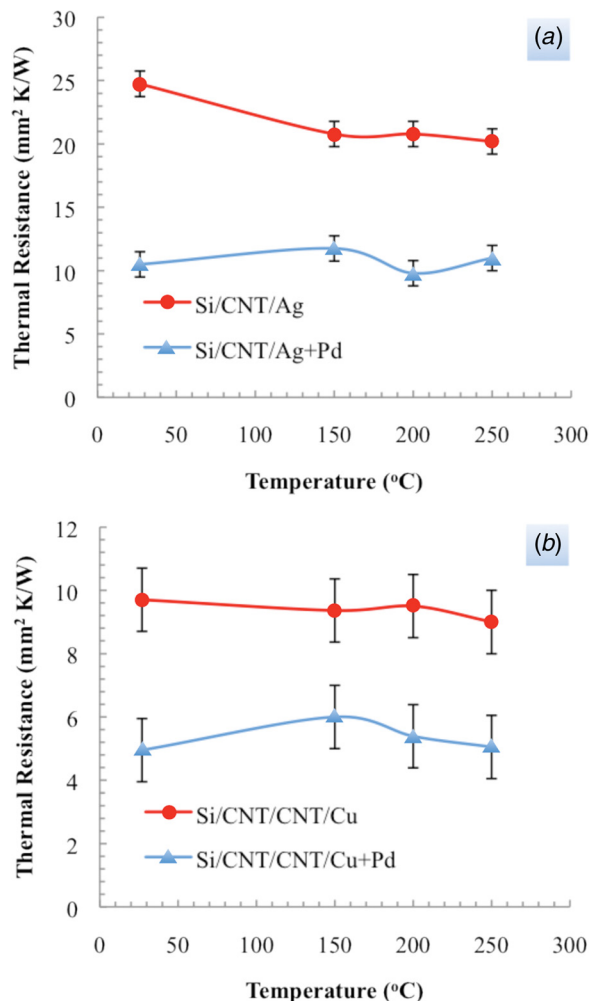 (a)
Thermal Resistance (mm² K/W)
30
25
20
15
10
5
0
Si/CNT/Ag
Si/CNT/Ag+Pd
0 50 100 150 200 250 300
Temperature (°C)
(b)
Thermal Resistance (mm² K/W)
12
10
8
6
4
2
0
Si/CNT/CNT/Cu
Si/CNT/CNT/Cu+Pd
0 50 100 150 200 250 300
Temperature (°C)